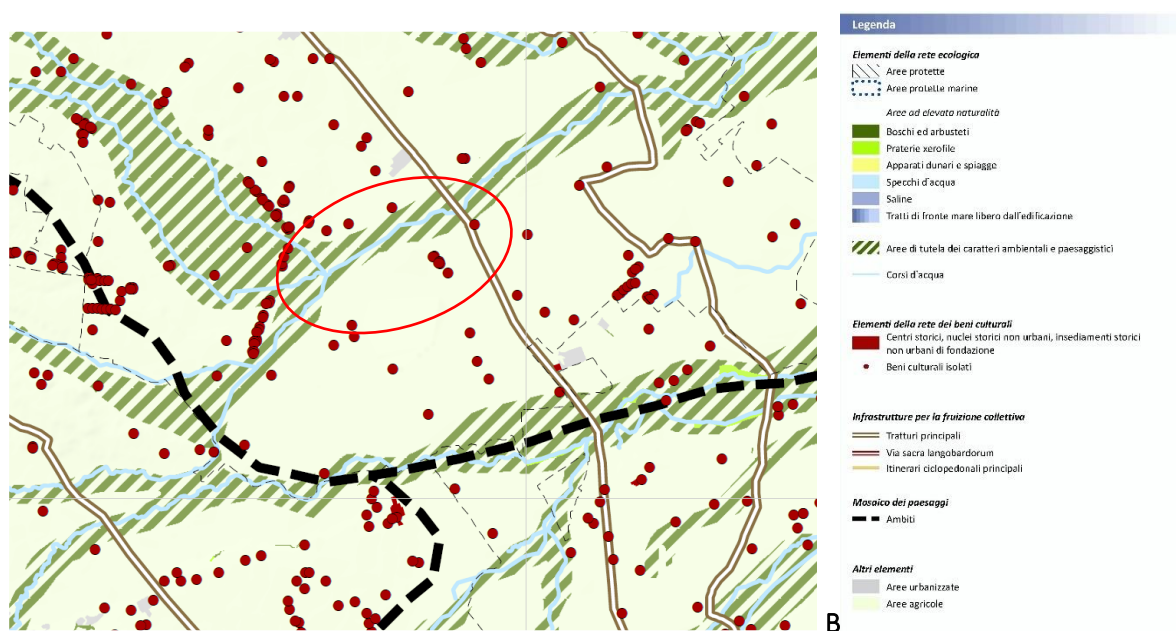 Legenda
Elementi della rete ecologica
Aree protette
Aree protette marine
Aree ad elevata naturalità
Boschi ed arbusteti
Praterie xerofile
Apparati dunari e spiagge
Specchi d'acqua
Saline
Tratti di fronte mare libero dall'edificazione
Aree di tutela dei caratteri ambientali e paesaggistici
Corsi d'acqua
Elementi della rete dei beni culturali
Centri storici, nuclei storici non urbani, insediamenti storici
non urbani di fondazione
Beni culturali isolati
Infrastrutture per la fruizione collettiva
Tratturi principali
Via sacra langobardorum
Itinerari ciclopedonali principali
Mosaico dei paesaggi
Ambiti
Altri elementi
Aree urbanizzate
Aree agricole
B